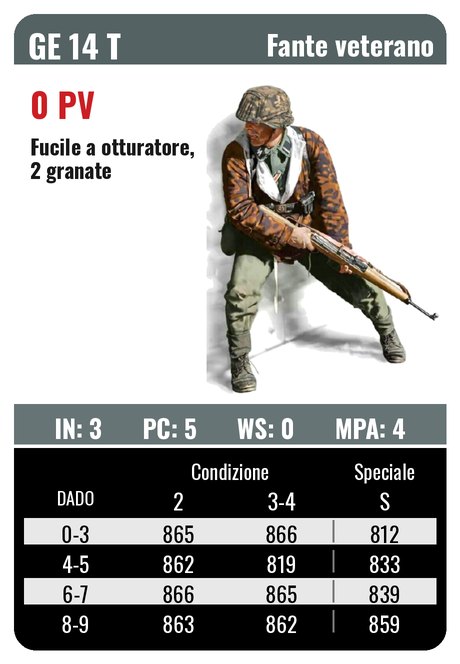 GE 14 T Fante veterano
0 PV
Fucile a otturatore,
2 granate
IN: 3 PC: 5 WS: 0 MPA: 4
Condizione Speciale
DADO 2 3-4 S
0-3 865 866 812
4-5 862 819 833
6-7 866 865 839
8-9 863 862 859